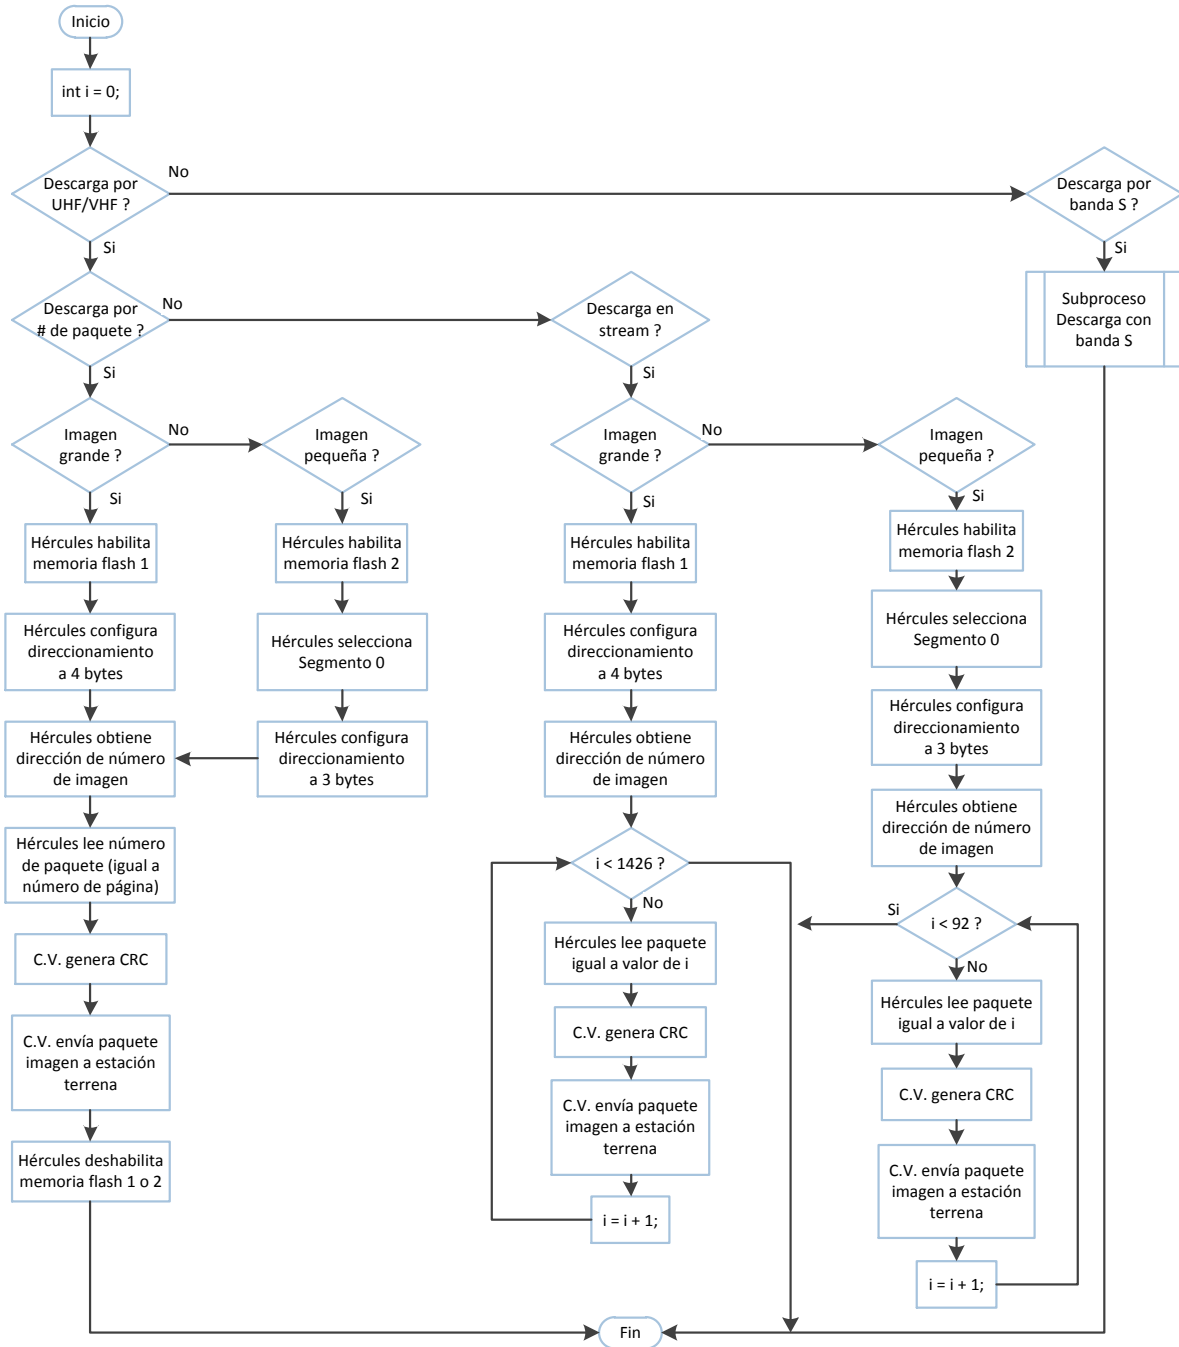 Inicio
int i = 0;
Descarga por
UHF/VHF ?
No
Si
Descarga por
banda S ?
Si
Subproceso
Descarga con
banda S
Descarga por
# de paquete ?
No
Si
Descarga en
stream ?
Si
Imagen
grande ?
No
Si
Imagen
pequeña ?
Si
Imagen
grande ?
No
Si
Imagen
pequeña ?
Si
Hércules habilita
memoria flash 1
Hércules configura
direccionamiento
a 4 bytes
Hércules obtiene
dirección de número
de imagen
Hércules lee número
de paquete (igual a
número de página)
C.V. genera CRC
C.V. envía paquete
imagen a estación
terrena
Hércules deshabilita
memoria flash 1 o 2
Hércules habilita
memoria flash 2
Hércules selecciona
Segmento 0
Hércules configura
direccionamiento
a 3 bytes
Hércules habilita
memoria flash 1
Hércules configura
direccionamiento
a 4 bytes
Hércules obtiene
dirección de número
de imagen
i < 1426 ?
No
Hércules lee paquete
igual a valor de i
C.V. genera CRC
C.V. envía paquete
imagen a estación
terrena
i = i + 1;
Hércules habilita
memoria flash 2
Hércules selecciona
Segmento 0
Hércules configura
direccionamiento
a 3 bytes
Hércules obtiene
dirección de número
de imagen
Si
i < 92 ?
No
Hércules lee paquete
igual a valor de i
C.V. genera CRC
C.V. envía paquete
imagen a estación
terrena
i = i + 1;
Fin